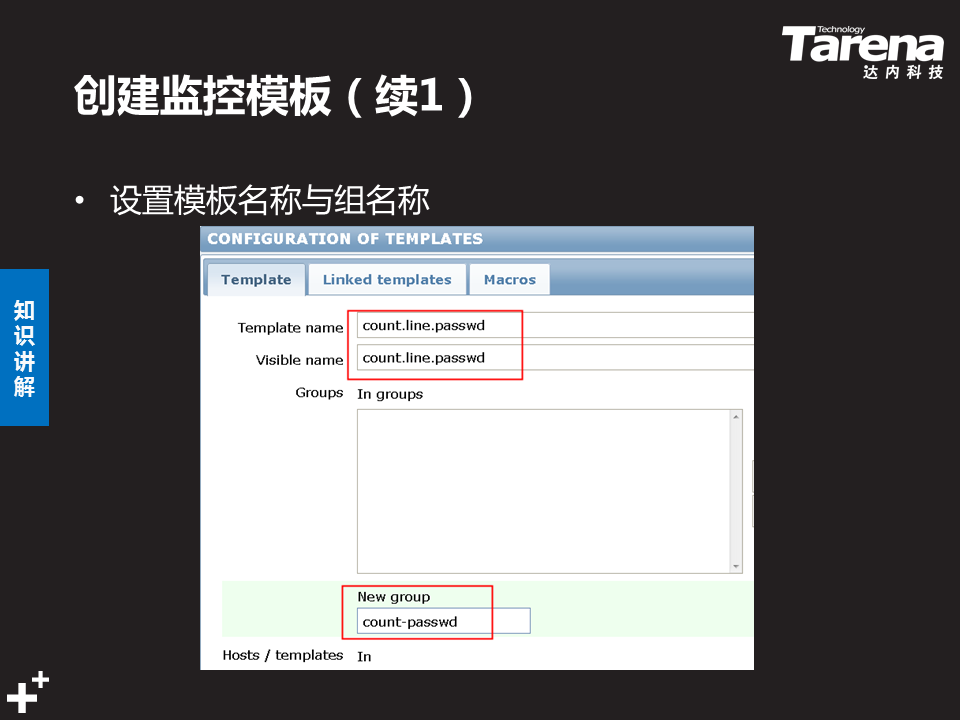 Technology
Tarena
达内科技
创建监控模板（续1）
• 设置模板名称与组名称
知识讲解
CONFIGURATION OF TEMPLATES
Template Linked templates Macros
Template name count.line.passwd
Visible name count.line.passwd
Groups In groups
New group
count-passwd
Hosts / templates In